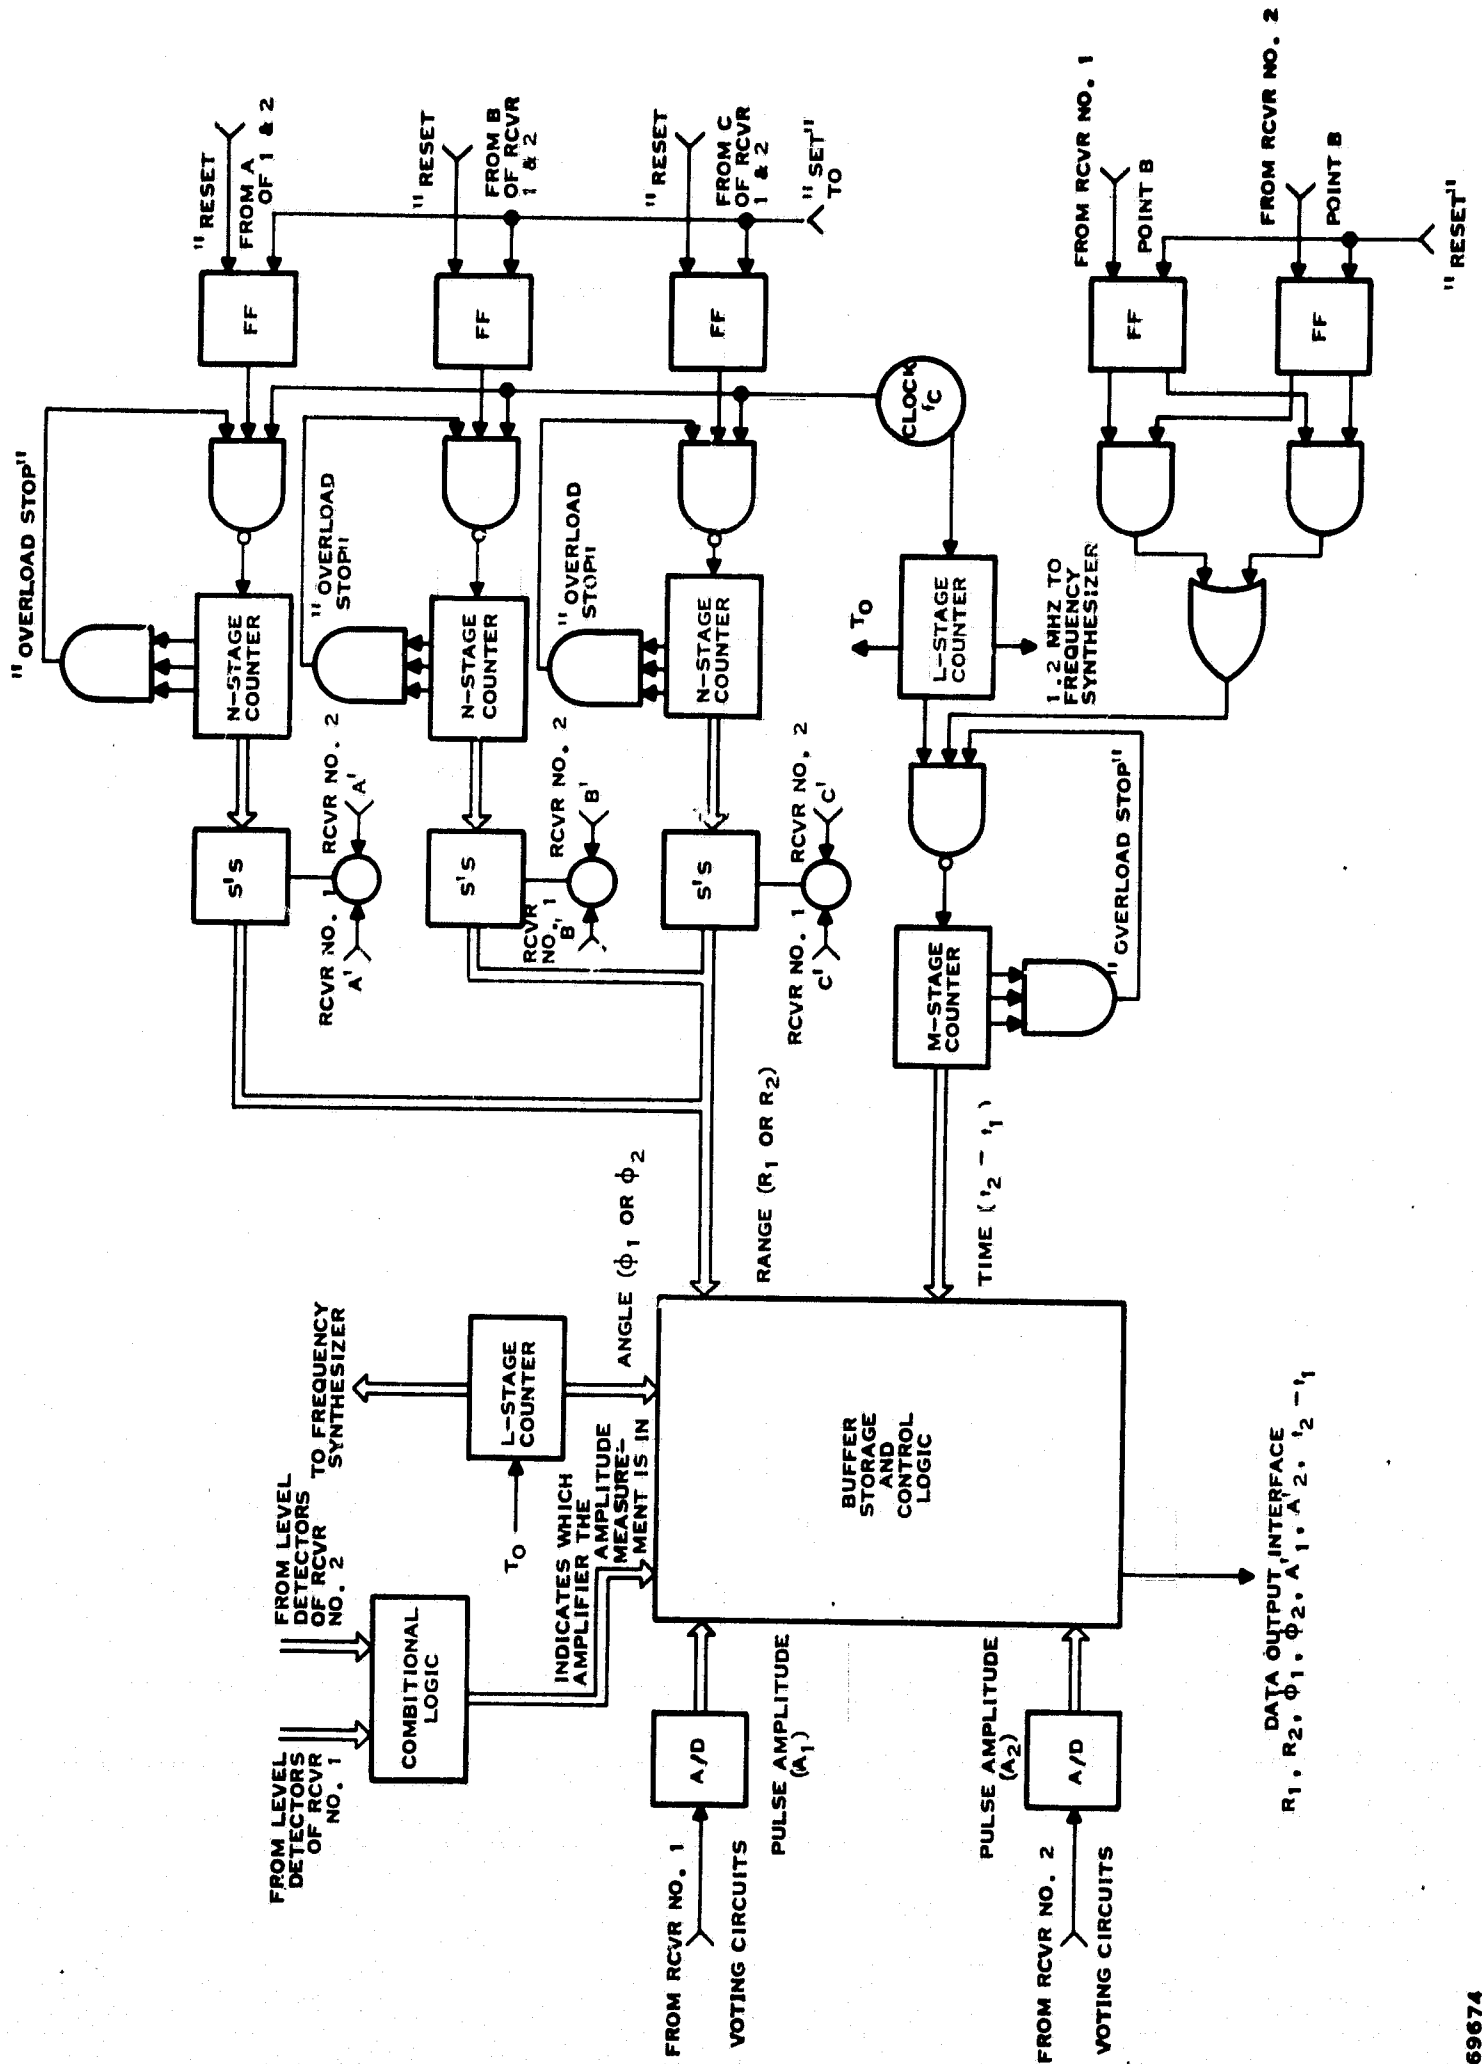 "RESET
FROM A
OF 1 & 2
"RESET
FROM B
OF RCVR
1 & 2
"RESET
FROM C
OF RCVR
1 & 2
"SET"
TO
FROM RCVR NO. 1
POINT B
FROM RCVR NO. 2
POINT B
"RESET"
FF
FF
FF
FF
FF
CLOCK
fC
"OVERLOAD STOP"
"OVERLOAD
STOP"
"OVERLOAD
STOP"
N-STAGE
COUNTER
N-STAGE
COUNTER
N-STAGE
COUNTER
TO
L-STAGE
COUNTER
1.2 MHZ TO
FREQUENCY
SYNTHESIZER
S'S
S'S
S'S
RCVR NO. 1
A'
RCVR NO. 2
A'
RCVR
NO. 1
B'
RCVR NO. 2
B'
RCVR NO. 1
C'
RCVR NO. 2
C'
M-STAGE
COUNTER
"OVERLOAD STOP"
RANGE (R1 OR R2)
TIME (t2 - t1)
ANGLE (ϕ1 OR ϕ2
TO FREQUENCY
SYNTHESIZER
L-STAGE
COUNTER
TO
FROM LEVEL
DETECTORS
OF RCVR
NO. 2
FROM LEVEL
DETECTORS
OF RCVR
NO. 1
COMBITIONAL
LOGIC
INDICATES WHICH
AMPLIFIER THE
AMPLITUDE
MEASURE-
MENT IS IN
BUFFER
STORAGE
AND
CONTROL
LOGIC
A/D
PULSE AMPLITUDE
(A1)
FROM RCVR NO. 1
VOTING CIRCUITS
A/D
PULSE AMPLITUDE
(A2)
FROM RCVR NO. 2
VOTING CIRCUITS
DATA OUTPUT INTERFACE
R1, R2, ϕ1, ϕ2, A'1, A'2, t2 - t1
69674